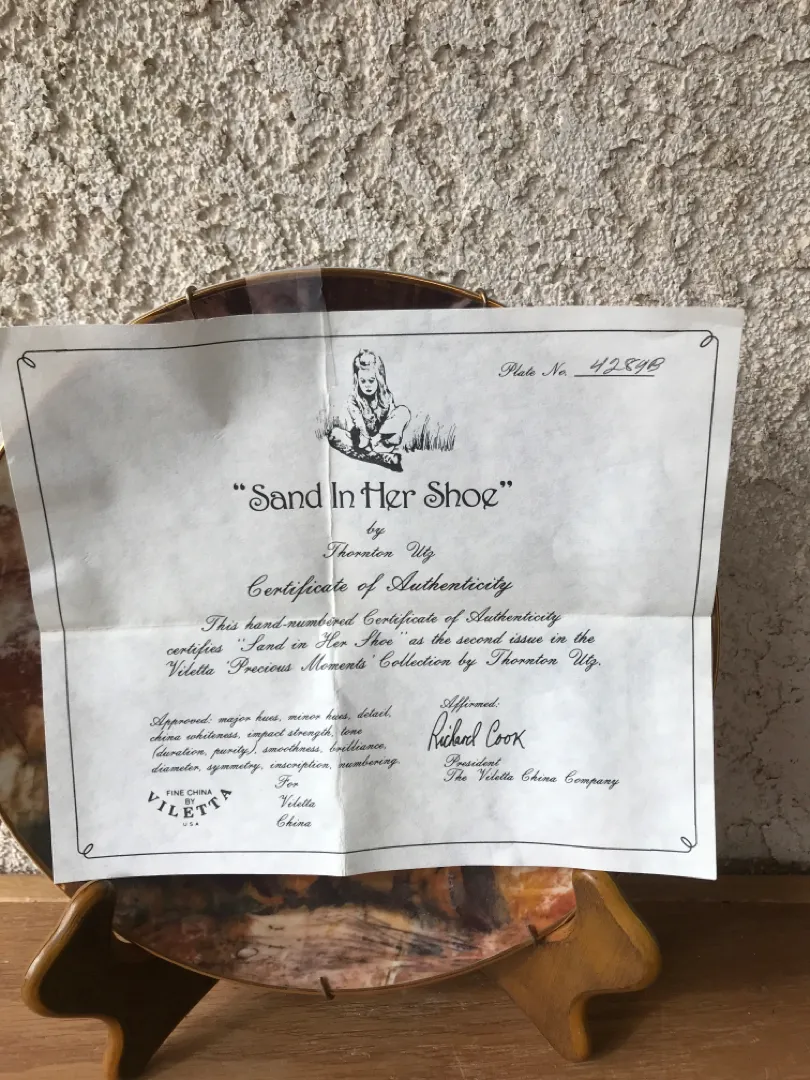 Plate No. 4284B
"Sand In Her Shoe"
by
Thornton Utz
Certificate of Authenticity
This hand-numbered Certificate of Authenticity
certifies "Sand in Her Shoe" as the second issue in the
Viletta 'Precious Moments' Collection by Thornton Utz.
Approved: major hues, minor hues, detail,
china whiteness, impact strength, tone
(duration, purity), smoothness, brilliance,
diameter, symmetry, inscription, numbering.
For
Viletta
China
FINE CHINA
BY
VILETTA
USA
Affirmed:
Richard Cook
President
The Viletta China Company